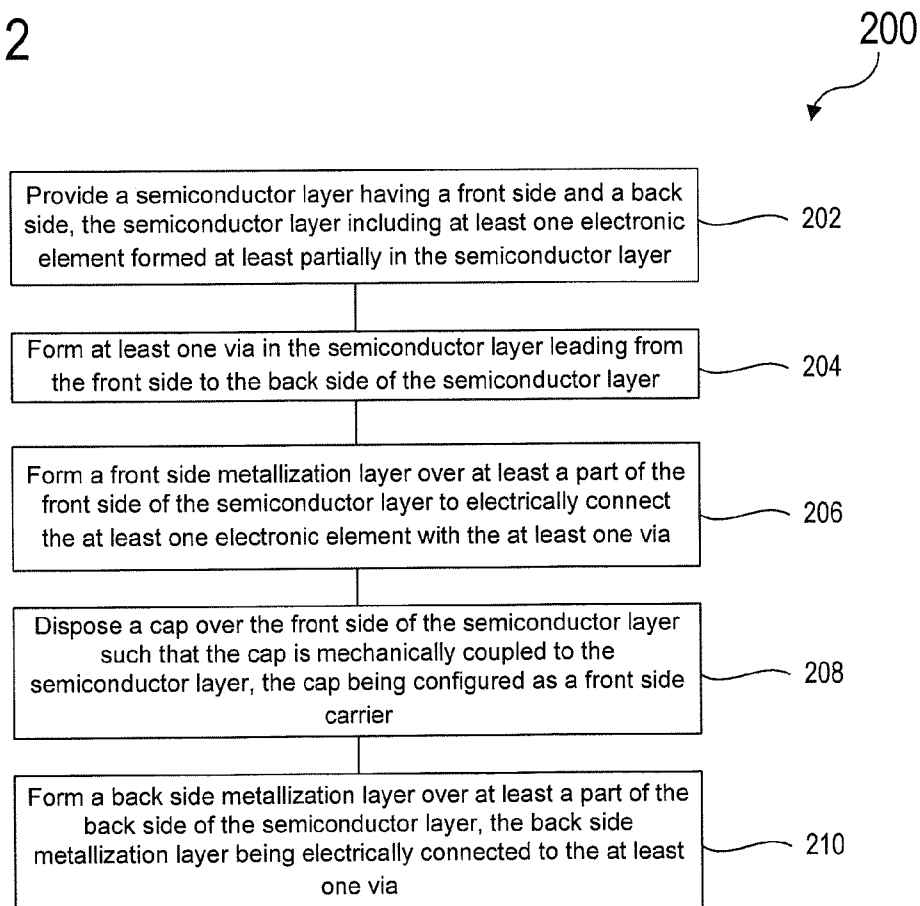 2
200
Provide a semiconductor layer having a front side and a back
side, the semiconductor layer including at least one electronic
element formed at least partially in the semiconductor layer
202
Form at least one via in the semiconductor layer leading from
the front side to the back side of the semiconductor layer
204
Form a front side metallization layer over at least a part of the
front side of the semiconductor layer to electrically connect
the at least one electronic element with the at least one via
206
Dispose a cap over the front side of the semiconductor layer
such that the cap is mechanically coupled to the
semiconductor layer, the cap being configured as a front side
carrier
208
Form a back side metallization layer over at least a part of the
back side of the semiconductor layer, the back side
metallization layer being electrically connected to the at least
one via
210